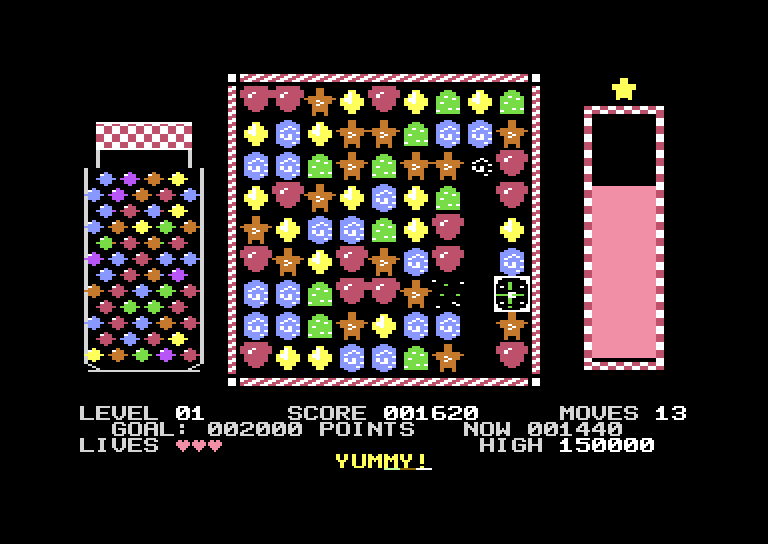 LEVEL 01 SCORE 001620 MOVES 13
GOAL: 002000 POINTS NOW 001440
LIVES ♥♥♥ HIGH 150000
YUMMY!